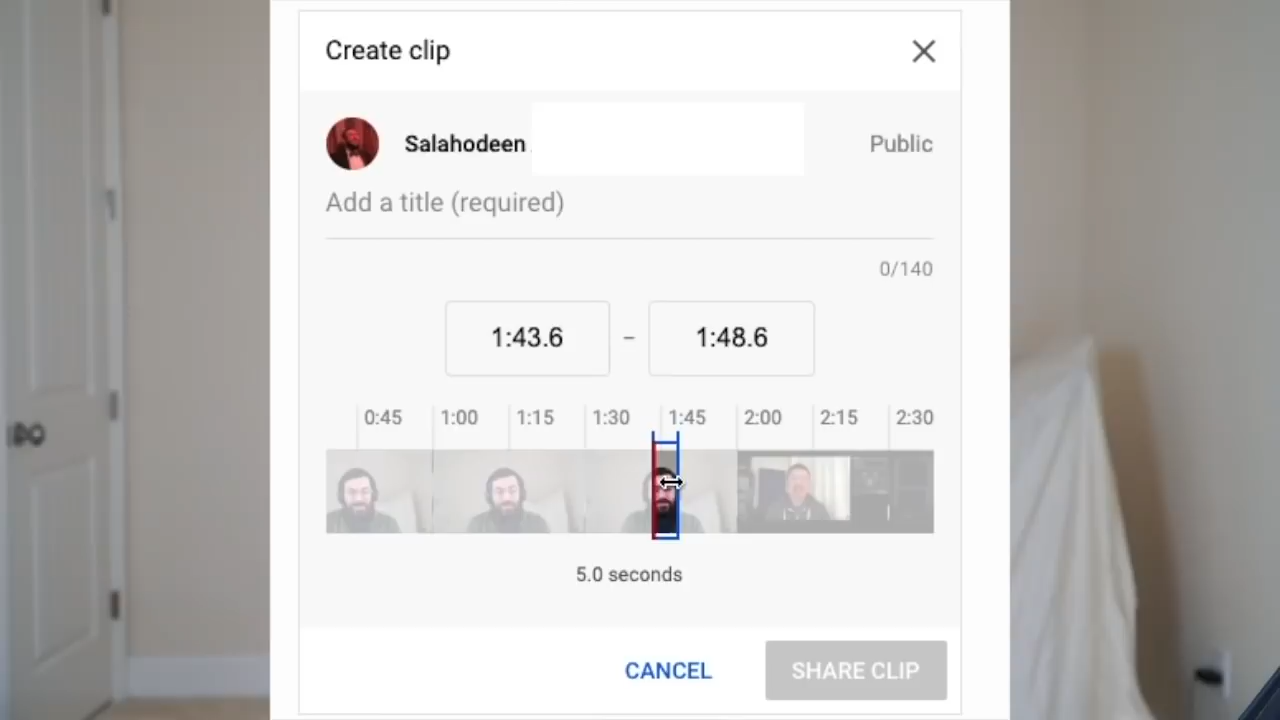 Create clip
Salahodeen
Public
Add a title (required)
0/140
1:43.6 – 1:48.6
0:45 1:00 1:15 1:30 1:45 2:00 2:15 2:30
5.0 seconds
CANCEL SHARE CLIP